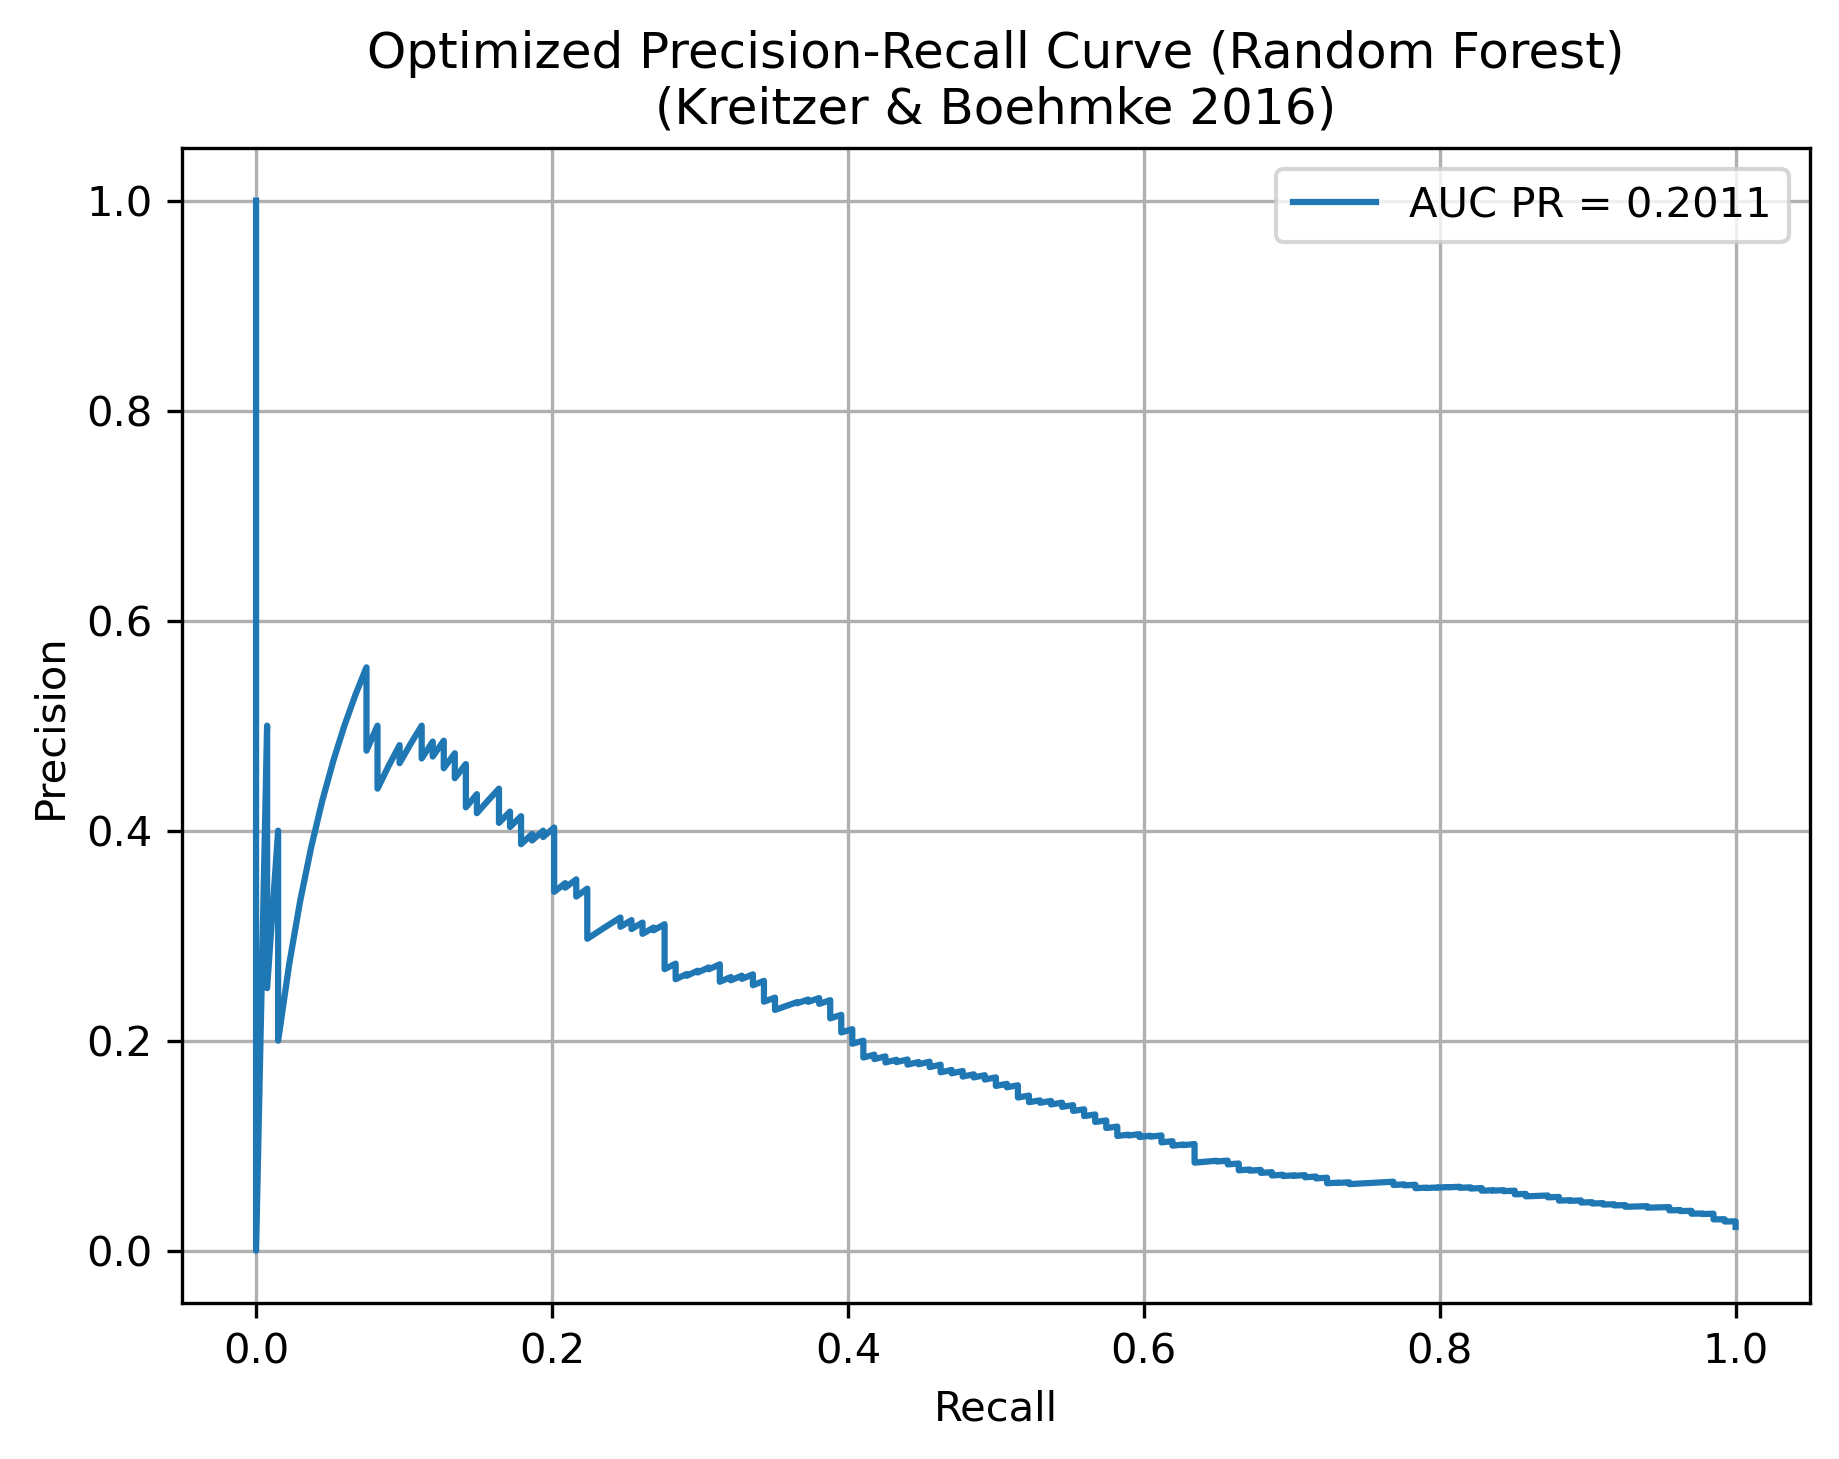 Optimized Precision-Recall Curve (Random Forest)
(Kreitzer & Boehmke 2016)
AUC PR = 0.2011
Precision
1.0
0.8
0.6
0.4
0.2
0.0
0.0 0.2 0.4 0.6 0.8 1.0
Recall